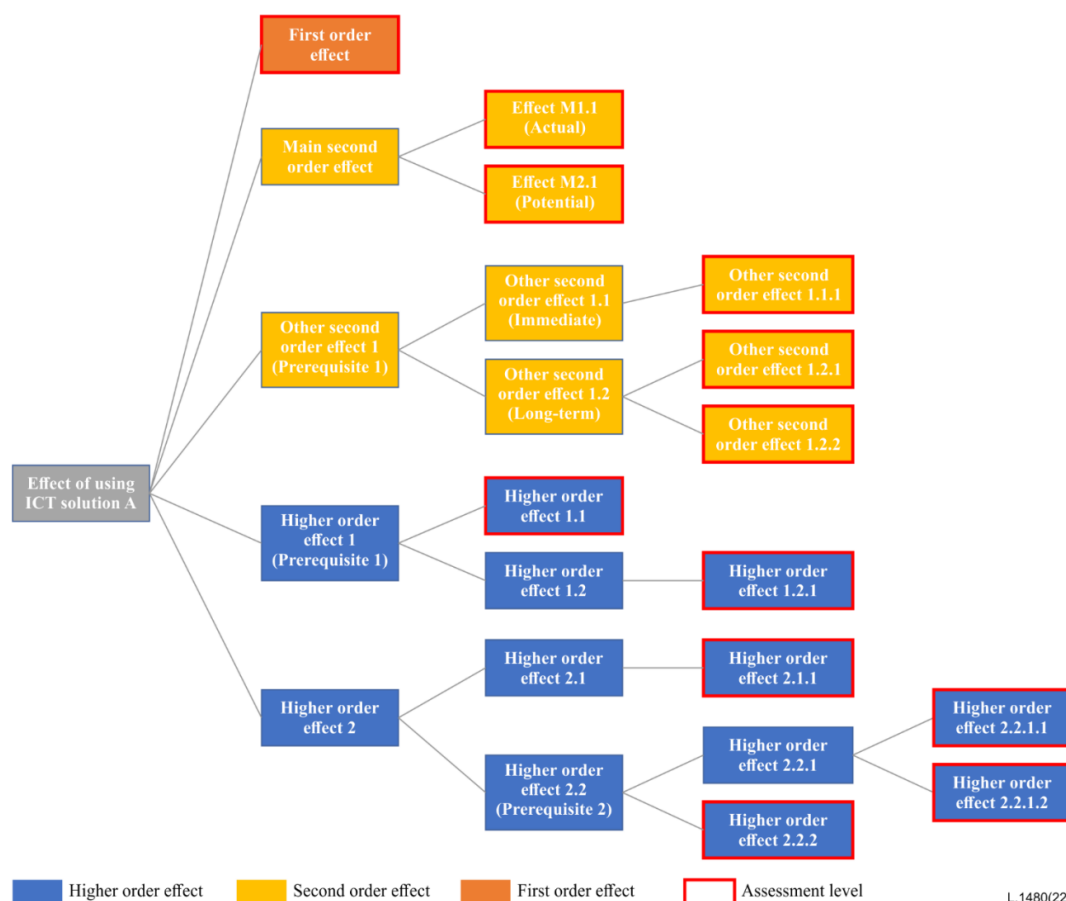 First order
effect
Main second
order effect
Effect M1.1
(Actual)
Effect M2.1
(Potential)
Other second
order effect 1
(Prerequisite 1)
Other second
order effect 1.1
(Immediate)
Other second
order effect 1.1.1
Other second
order effect 1.2
(Long-term)
Other second
order effect 1.2.1
Other second
order effect 1.2.2
Effect of using
ICT solution A
Higher order
effect 1
(Prerequisite 1)
Higher order
effect 1.1
Higher order
effect 1.2
Higher order
effect 1.2.1
Higher order
effect 2
Higher order
effect 2.1
Higher order
effect 2.1.1
Higher order
effect 2.2
(Prerequisite 2)
Higher order
effect 2.2.1
Higher order
effect 2.2.1.1
Higher order
effect 2.2.1.2
Higher order
effect 2.2.2
Higher order effect
Second order effect
First order effect
Assessment level
L.1480(22